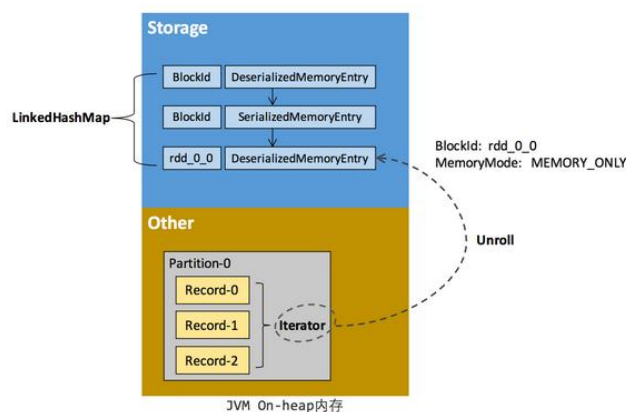 Storage
BlockId DeserializedMemoryEntry
LinkedHashMap
BlockId SerializedMemoryEntry
rdd_0_0 DeserializedMemoryEntry
BlockId: rdd_0_0
MemoryMode: MEMORY_ONLY
Other
Unroll
Partition-0
Record-0
Record-1
Iterator
Record-2
JVM On-heap内存